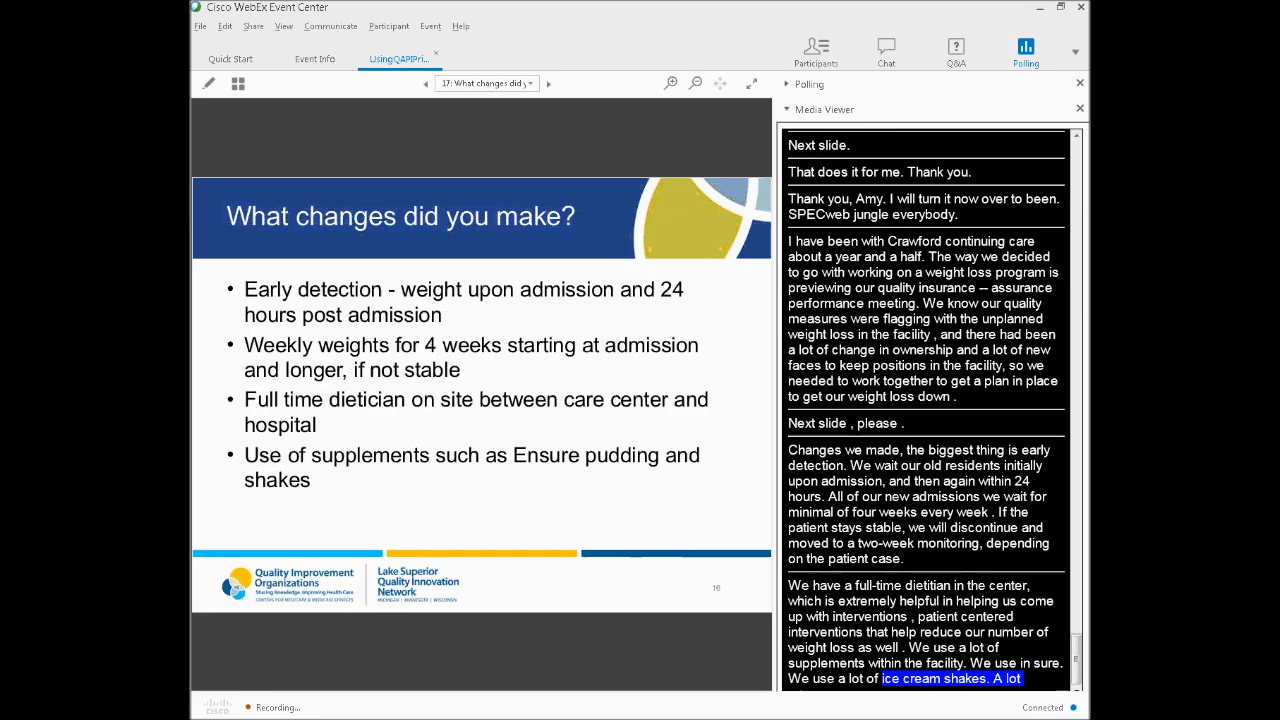 Cisco WebEx Event Center
File Edit Share View Communicate Participant Event Help
Quick Start Event Info UsingQAPIPri...
Participants Chat Q&A Polling
17: What changes did y
Polling
Media Viewer
What changes did you make?
• Early detection - weight upon admission and 24
hours post admission
• Weekly weights for 4 weeks starting at admission
and longer, if not stable
• Full time dietician on site between care center and
hospital
• Use of supplements such as Ensure pudding and
shakes
Quality Improvement
Organizations
Sharing Knowledge. Improving Health Care.
CENTERS FOR MEDICARE & MEDICAID SERVICES
Lake Superior
Quality Innovation
Network
MICHIGAN | MINNESOTA | WISCONSIN
16
Next slide.
That does it for me. Thank you.
Thank you, Amy. I will turn it now over to been.
SPECweb jungle everybody.
I have been with Crawford continuing care
about a year and a half. The way we decided
to go with working on a weight loss program is
previewing our quality insurance -- assurance
performance meeting. We know our quality
measures were flagging with the unplanned
weight loss in the facility , and there had been
a lot of change in ownership and a lot of new
faces to keep positions in the facility, so we
needed to work together to get a plan in place
to get our weight loss down .
Next slide , please .
Changes we made, the biggest thing is early
detection. We wait our old residents initially
upon admission, and then again within 24
hours. All of our new admissions we wait for
minimal of four weeks every week . If the
patient stays stable, we will discontinue and
moved to a two-week monitoring, depending
on the patient case.
We have a full-time dietitian in the center,
which is extremely helpful in helping us come
up with interventions , patient centered
interventions that help reduce our number of
weight loss as well . We use a lot of
supplements within the facility. We use in sure.
We use a lot of ice cream shakes. A lot
cisco
Recording...
Connected